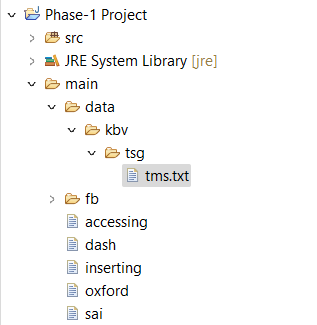 Phase-1 Project
src
JRE System Library [jre]
main
data
kbv
tsg
tms.txt
fb
accessing
dash
inserting
oxford
sai